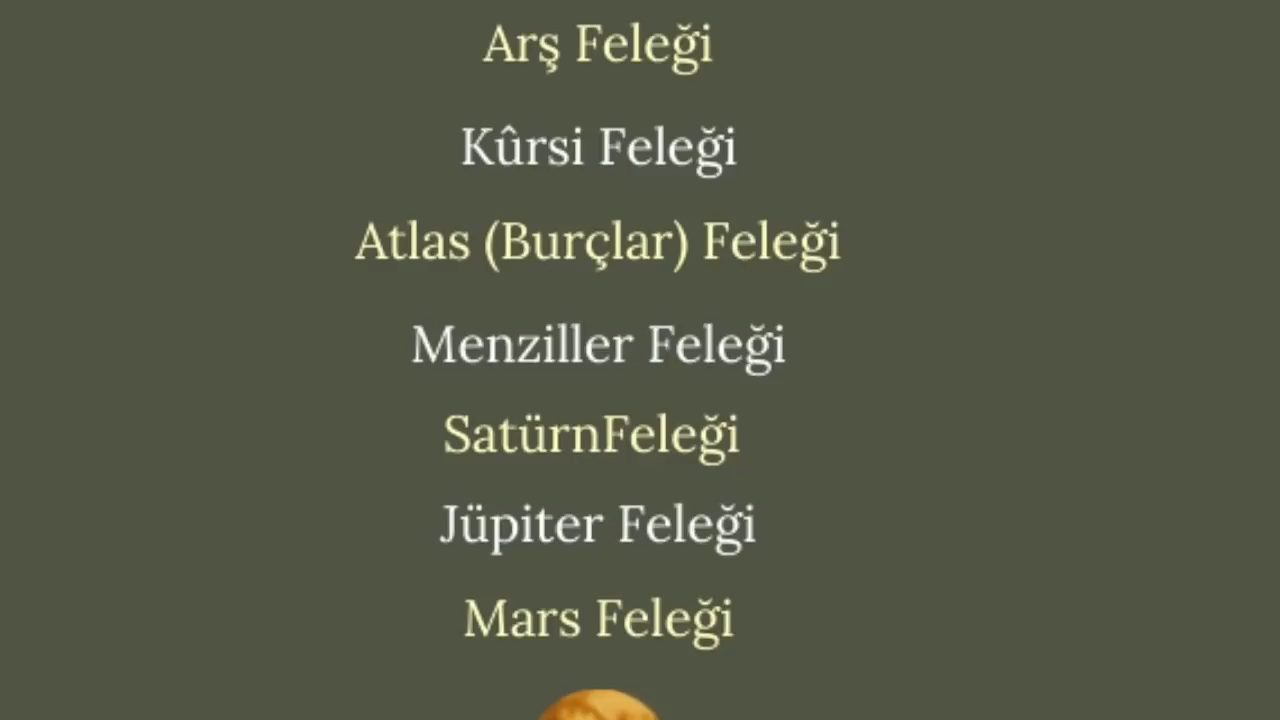 Arş Feleği
Kûrsi Feleği
Atlas (Burçlar) Feleği
Menziller Feleği
SatürnFeleği
Jüpiter Feleği
Mars Feleği